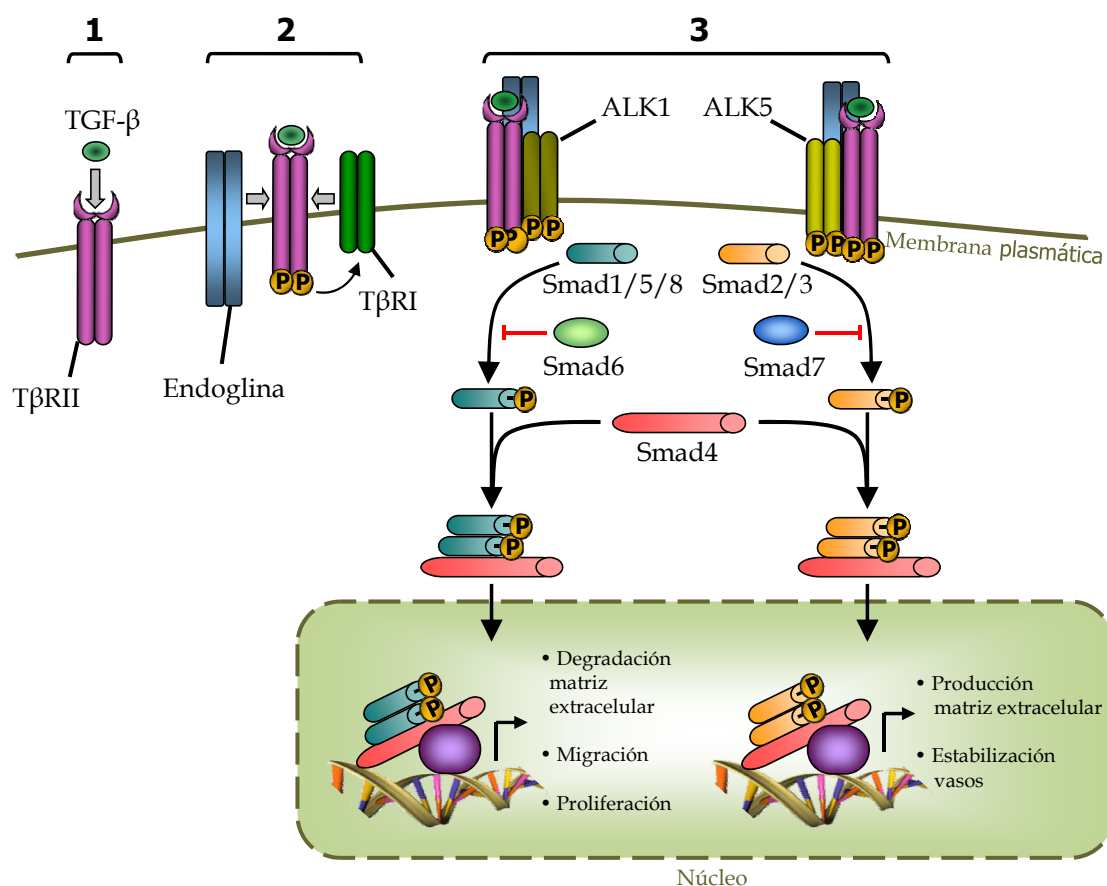 1
2
3
TGF-β
ALK1
ALK5
P P
P P P P
P P P P
Membrana plasmática
TβRI
Smad1/5/8
Smad2/3
TβRII
Endoglina
Smad6
Smad7
P
P
Smad4
P
P
P
P
• Degradación
matriz
extracelular
• Migración
• Proliferación
P
P
• Producción
matriz extracelular
• Estabilización
vasos
P
P
Núcleo